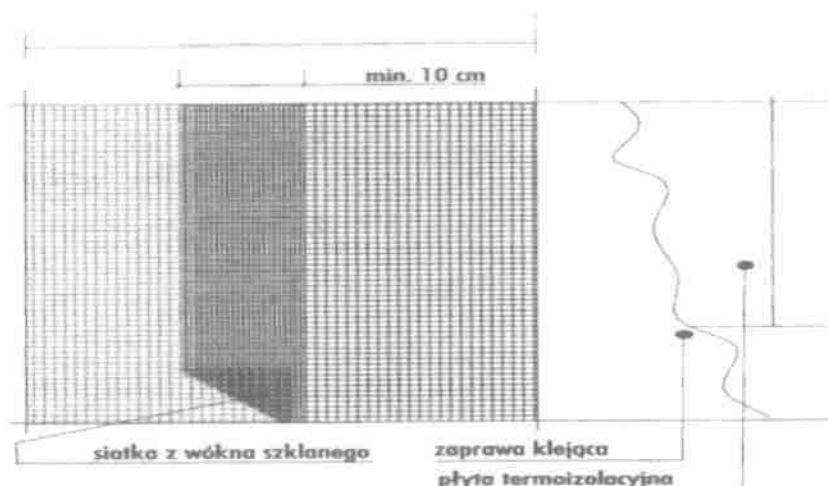 min. 10 cm
siatka z wókna szklanego
zaprawa klejąca
płyta termoizolacyjna